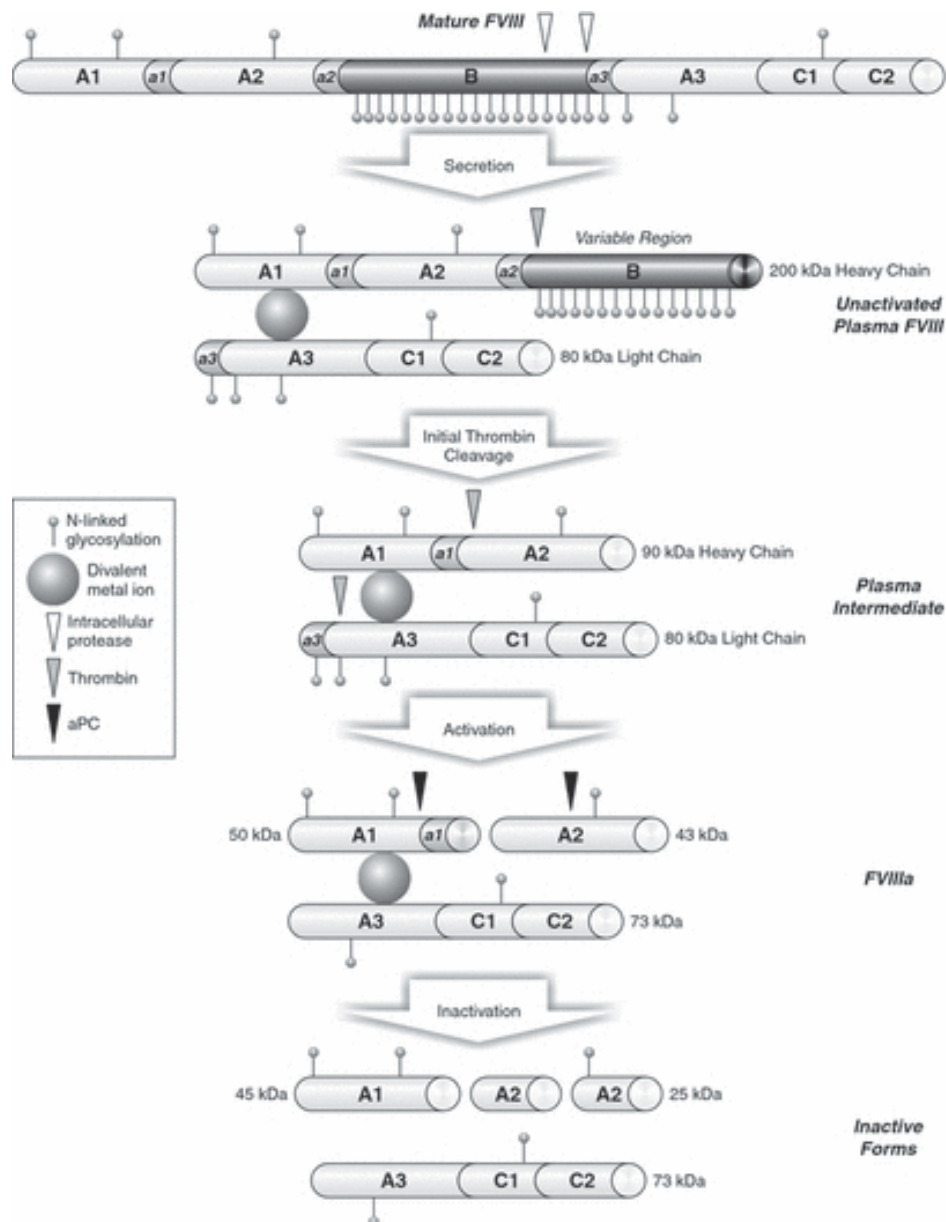 Mature FVIII
A1 a1 A2 a2 B a3 A3 C1 C2
Secretion
Variable Region
A1 a1 A2 a2 B 200 kDa Heavy Chain
Unactivated
Plasma FVIII
a3 A3 C1 C2 80 kDa Light Chain
Initial Thrombin
Cleavage
A1 a1 A2 90 kDa Heavy Chain
Plasma
Intermediate
a3 A3 C1 C2 80 kDa Light Chain
N-linked
glycosylation
Divalent
metal ion
Intracellular
protease
Thrombin
aPC
Activation
50 kDa A1 a1 A2 43 kDa
FVIIIa
A3 C1 C2 73 kDa
Inactivation
45 kDa A1 A2 A2 25 kDa
Inactive
Forms
A3 C1 C2 73 kDa